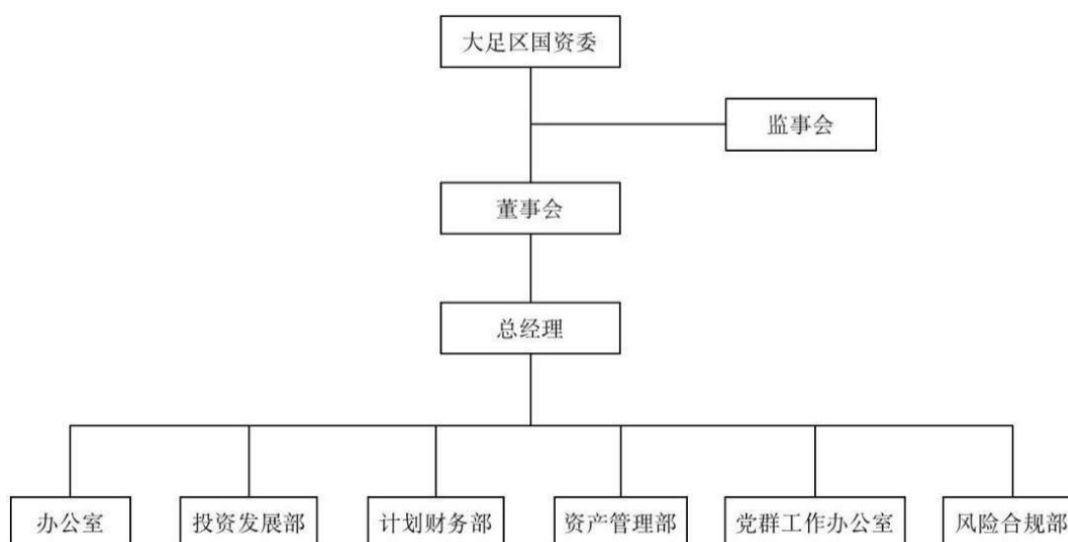 大足区国资委
监事会
董事会
总经理
办公室
投资发展部
计划财务部
资产管理部
党群工作办公室
风险合规部